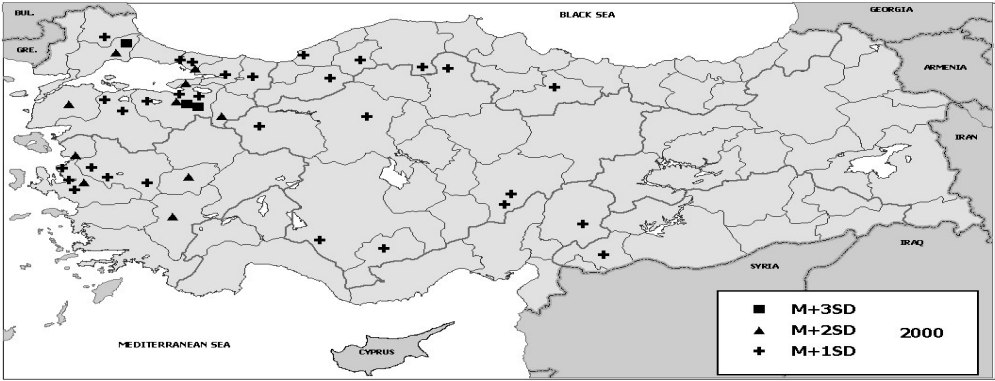 BUL.
BLACK SEA
GEORGIA
GRE.
ARMENIA
IRAN
IRAQ
SYRIA
M+3SD
M+2SD
2000
M+1SD
MEDITERRANEAN SEA
CYPRUS